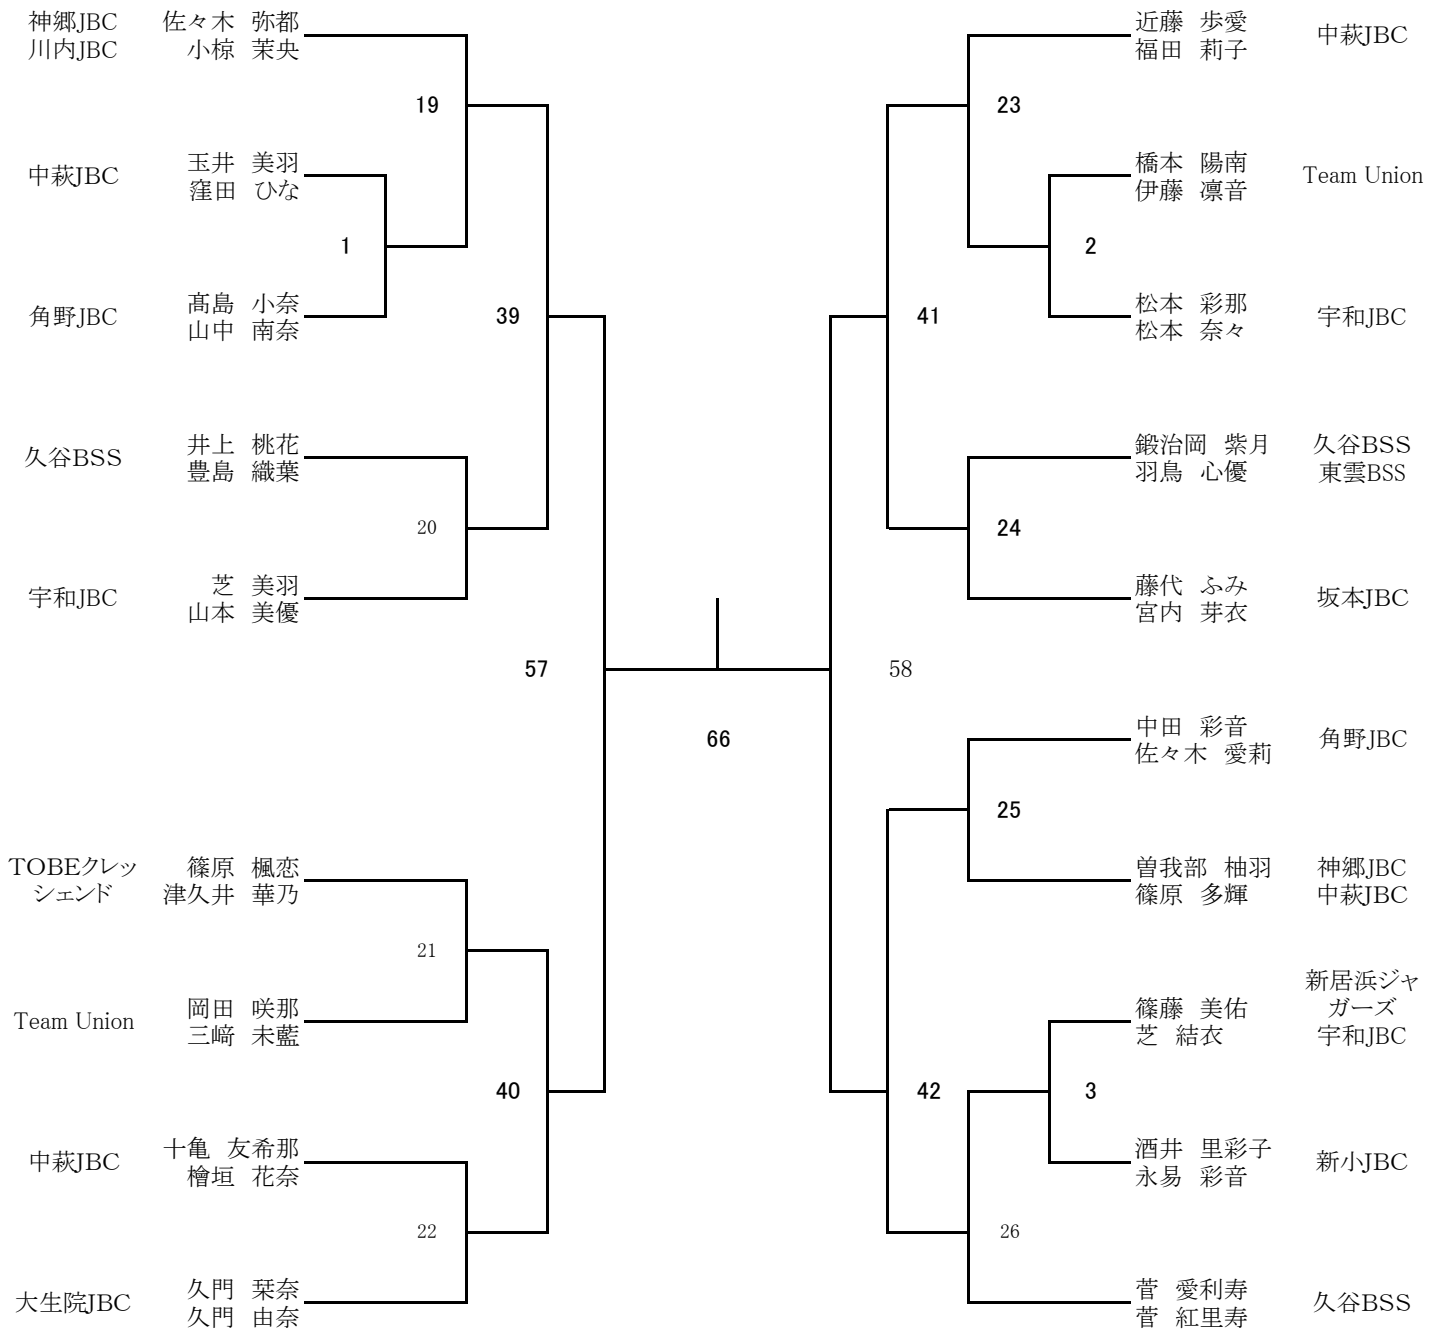 神郷JBC 佐々木 弥都
川内JBC 小椋 茉央
19
中萩JBC
玉井 美羽
窪田 ひな
1
角野JBC
髙島 小奈
山中 南奈
39
久谷BSS
井上 桃花
豊島 織葉
20
宇和JBC
芝 美羽
山本 美優
57
TOBEクレッ
シェンド
篠原 楓恋
津久井 華乃
21
Team Union
岡田 咲那
三﨑 未藍
40
中萩JBC
十亀 友希那
檜垣 花奈
22
大生院JBC
久門 栞奈
久門 由奈
66
近藤 歩愛
福田 莉子
中萩JBC
23
橋本 陽南
伊藤 凛音
Team Union
2
松本 彩那
松本 奈々
宇和JBC
41
鍛治岡 紫月 久谷BSS
羽鳥 心優 東雲BSS
24
藤代 ふみ
宮内 芽衣
坂本JBC
58
中田 彩音
佐々木 愛莉
角野JBC
25
曽我部 柚羽 神郷JBC
篠原 多輝 中萩JBC
篠藤 美佑
芝 結衣
新居浜ジャ
ガーズ
宇和JBC
42
3
酒井 里彩子
永易 彩音
新小JBC
26
菅 愛利寿
菅 紅里寿
久谷BSS